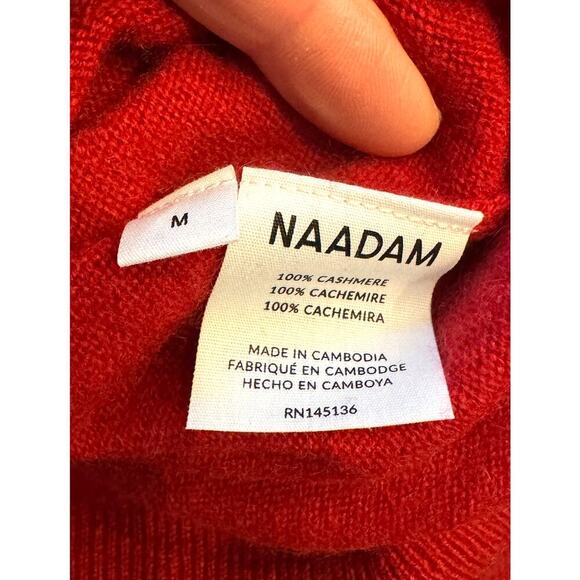 M
NAADAM
100% CASHMERE
100% CACHEMIRE
100% CACHEMIRA
MADE IN CAMBODIA
FABRIQUÉ EN CAMBODGE
HECHO EN CAMBOYA
RN145136